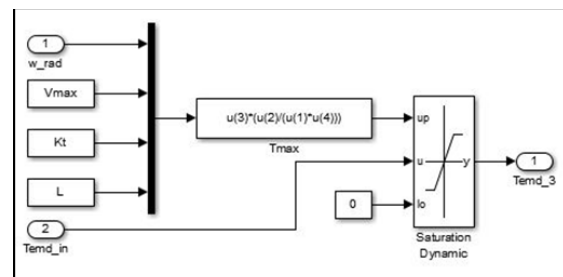 1
w_rad
Vmax
Kt
L
2
Temd_in
u(3)*(u(2)/(u(1)*u(4)))
Tmax
0
up
u
y
lo
Saturation
Dynamic
1
Temd_3